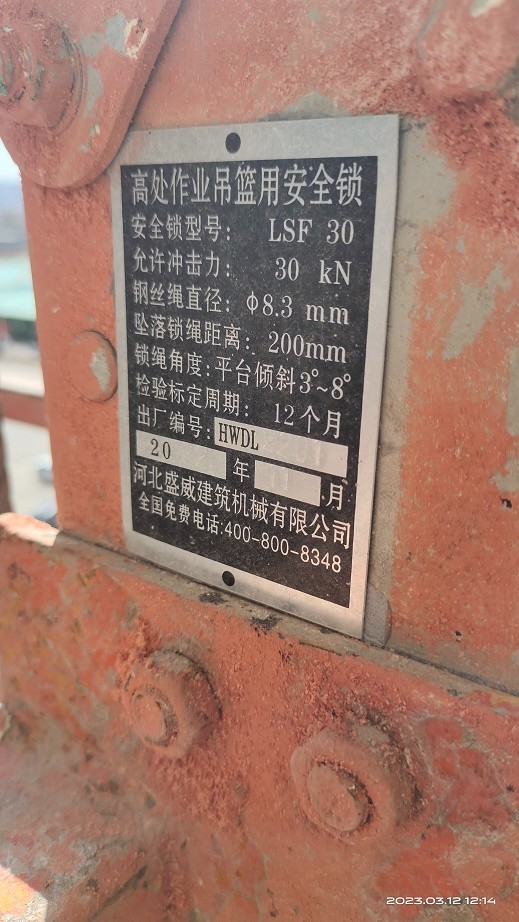 高处作业吊篮用安全锁
安全锁型号: LSF 30
允许冲击力: 30 kN
钢丝绳直径: φ8.3 mm
坠落锁绳距离: 200mm
锁绳角度:平台倾斜3°~8°
检验标定周期: 12个月
出厂编号:HWDL
20 年 月
河北盛威建筑机械有限公司
全国免费电话:400-800-8348
2023.03.12 12:14